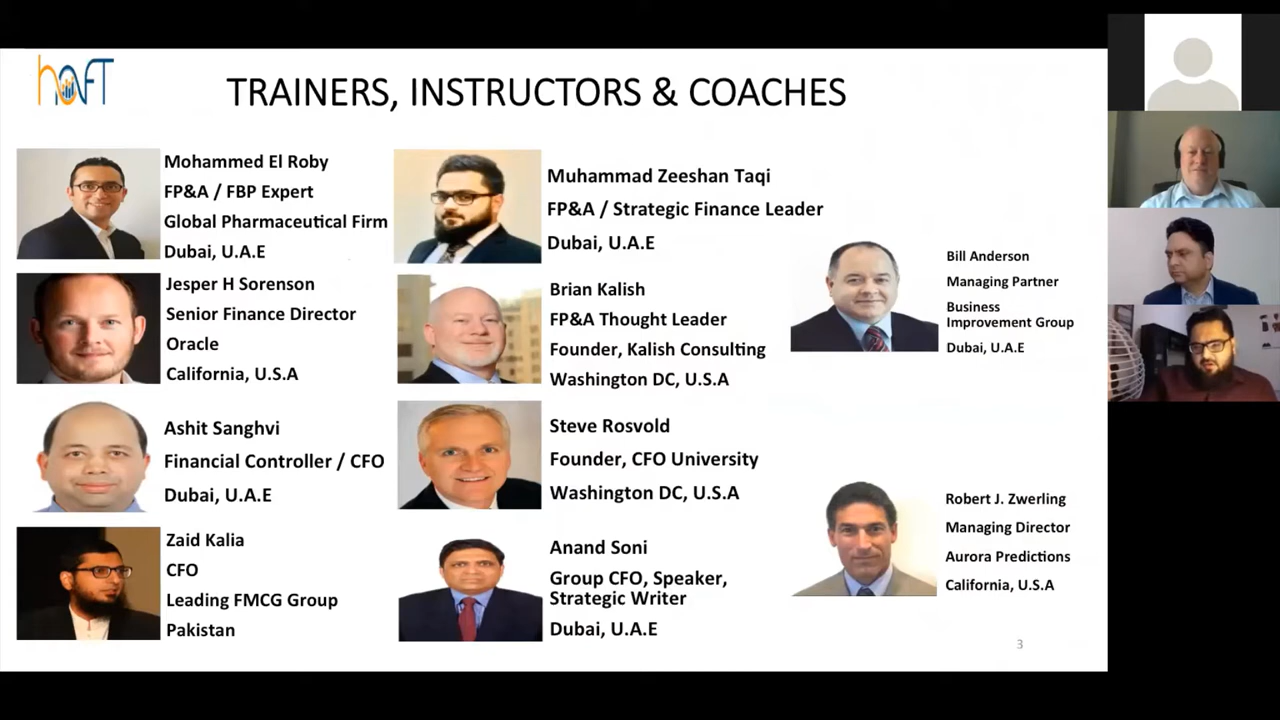 hOFT
TRAINERS, INSTRUCTORS & COACHES
Mohammed El Roby
FP&A / FBP Expert
Global Pharmaceutical Firm
Dubai, U.A.E
Muhammad Zeeshan Taqi
FP&A / Strategic Finance Leader
Dubai, U.A.E
Jesper H Sorenson
Senior Finance Director
Oracle
California, U.S.A
Brian Kalish
FP&A Thought Leader
Founder, Kalish Consulting
Washington DC, U.S.A
Bill Anderson
Managing Partner
Business
Improvement Group
Dubai, U.A.E
Ashit Sanghvi
Financial Controller / CFO
Dubai, U.A.E
Steve Rosvold
Founder, CFO University
Washington DC, U.S.A
Zaid Kalia
CFO
Leading FMCG Group
Pakistan
Anand Soni
Group CFO, Speaker,
Strategic Writer
Dubai, U.A.E
Robert J. Zwerling
Managing Director
Aurora Predictions
California, U.S.A
3